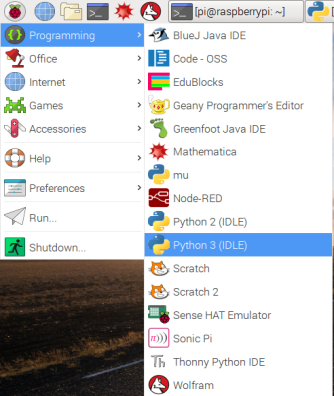 [pi@raspberrypi: ~]
Programming
Office
Internet
Games
Accessories
Help
Preferences
Run...
Shutdown...
BlueJ Java IDE
Code - OSS
EduBlocks
Geany Programmer's Editor
Greenfoot Java IDE
Mathematica
mu
Node-RED
Python 2 (IDLE)
Python 3 (IDLE)
Scratch
Scratch 2
Sense HAT Emulator
Sonic Pi
Thonny Python IDE
Wolfram